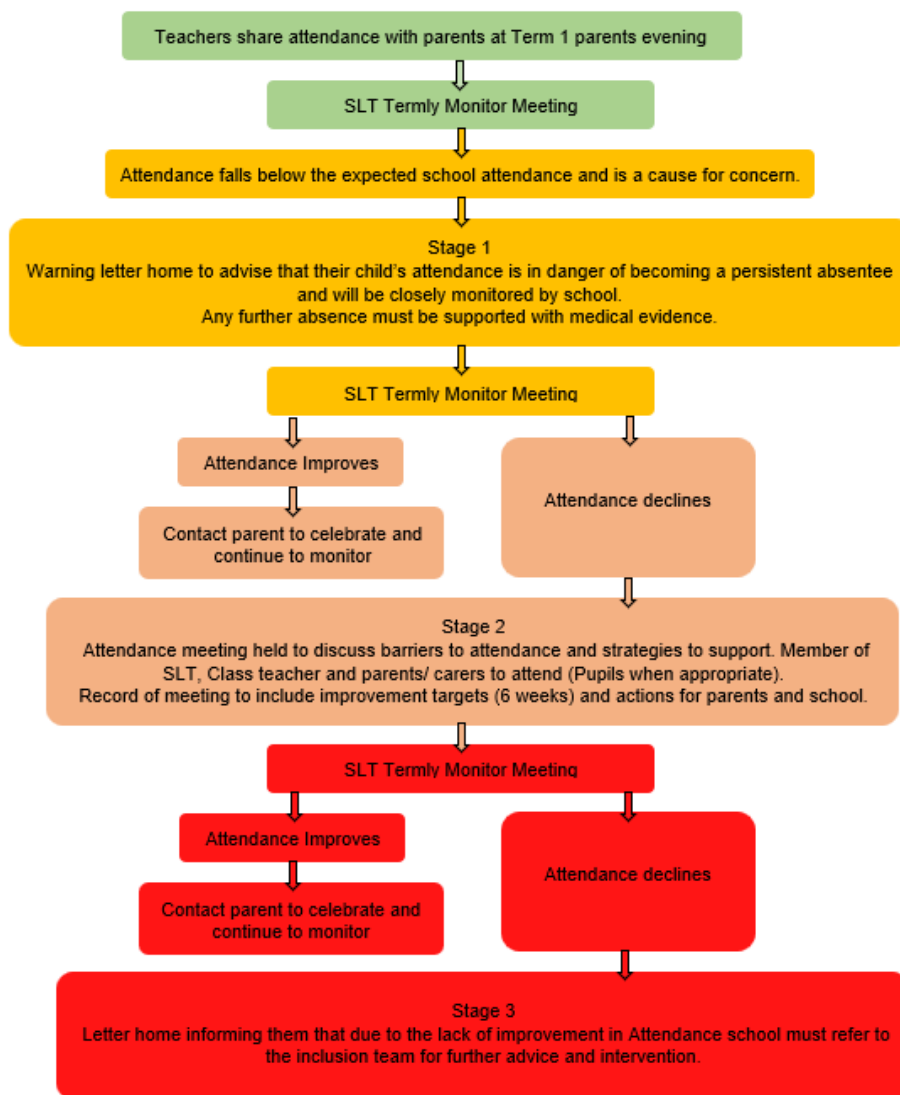 Teachers share attendance with parents at Term 1 parents evening
SLT Termly Monitor Meeting
Attendance falls below the expected school attendance and is a cause for concern.
Stage 1
Warning letter home to advise that their child's attendance is in danger of becoming a persistent absentee
and will be closely monitored by school.
Any further absence must be supported with medical evidence.
SLT Termly Monitor Meeting
Attendance Improves
Contact parent to celebrate and
continue to monitor
Attendance declines
Stage 2
Attendance meeting held to discuss barriers to attendance and strategies to support. Member of
SLT, Class teacher and parents/ carers to attend (Pupils when appropriate).
Record of meeting to include improvement targets (6 weeks) and actions for parents and school.
SLT Termly Monitor Meeting
Attendance Improves
Contact parent to celebrate and
continue to monitor
Attendance declines
Stage 3
Letter home informing them that due to the lack of improvement in Attendance school must refer to
the inclusion team for further advice and intervention.